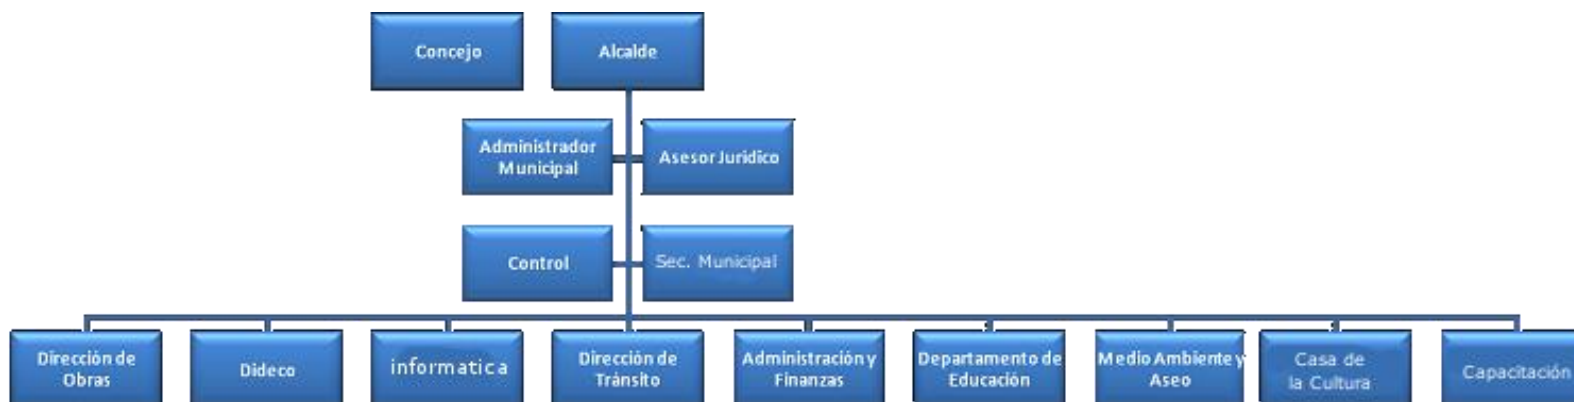 Concejo
Alcalde
Administrador
Municipal
Asesor Juridico
Control
Sec. Municipal
Dirección de
Obras
Dideco
informatica
Dirección de
Tránsito
Administración y
Finanzas
Departamento de
Educación
Medio Ambiente y
Aseo
Casa de
la Cultura
Capacitación